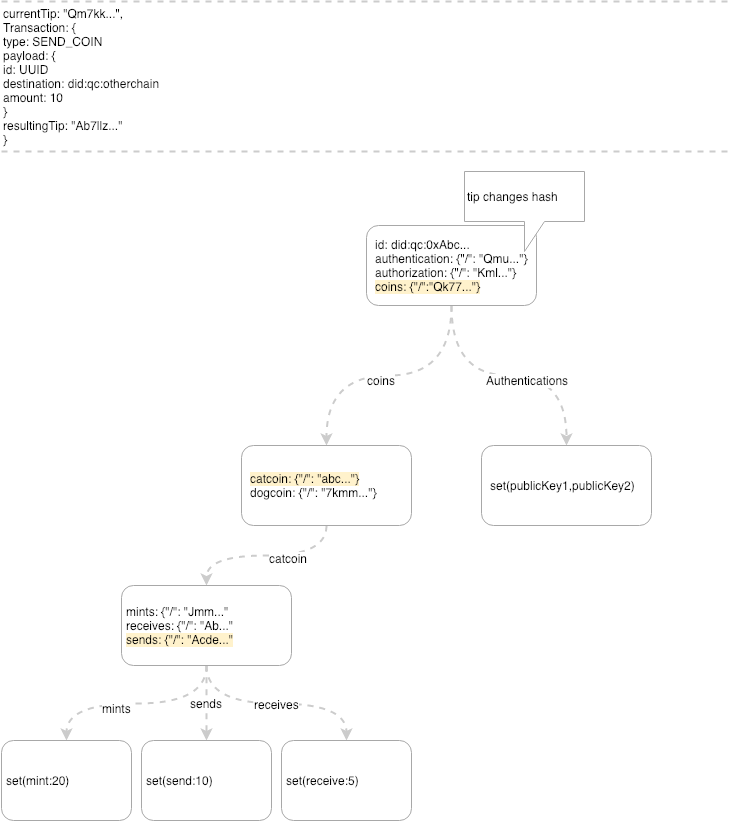 currentTip: "Qm7kk...",
Transaction: {
type: SEND_COIN
payload: {
id: UUID
destination: did:qc:otherchain
amount: 10
}
resultingTip: "Ab7llz..."
}
tip changes hash
id: did:qc:0xAbc...
authentication: {"/": "Qmu..."}
authorization: {"/": "Kml..."}
coins: {"/":"Qk77..."}
coins
Authentications
catcoin: {"/": "abc..."}
dogcoin: {"/": "7kmm..."}
set(publicKey1,publicKey2)
catcoin
mints: {"/": "Jmm..."
receives: {"/": "Ab..."
sends: {"/": "Acde..."
mints
sends
receives
set(mint:20)
set(send:10)
set(receive:5)